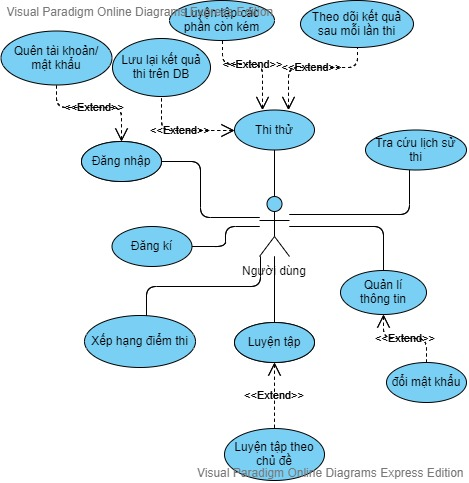 Visual Paradigm Online Diagrams Express Edition
Luyện tập các
phần còn kém
Theo dõi kết quả
sau mỗi lần thi
Quên tài khoản/
mật khẩu
Lưu lại kết quả
thi trên DB
<<Extend>>
<<Extend>>
<<Extend>>
<<Extend>>
Thi thử
Tra cứu lịch sử
thi
Đăng nhập
Đăng kí
Người dùng
Quản lí
thông tin
Xếp hạng điểm thi
Luyện tập
<<Extend>>
đổi mật khẩu
<<Extend>>
Luyện tập theo
chủ đề
Visual Paradigm Online Diagrams Express Edition